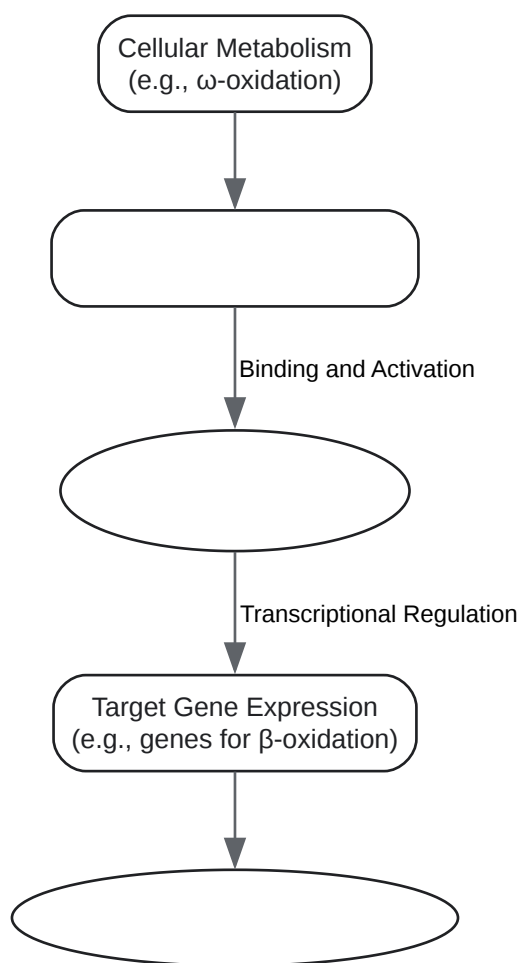 Cellular Metabolism
(e.g., ω-oxidation)
Binding and Activation
Transcriptional Regulation
Target Gene Expression
(e.g., genes for β-oxidation)